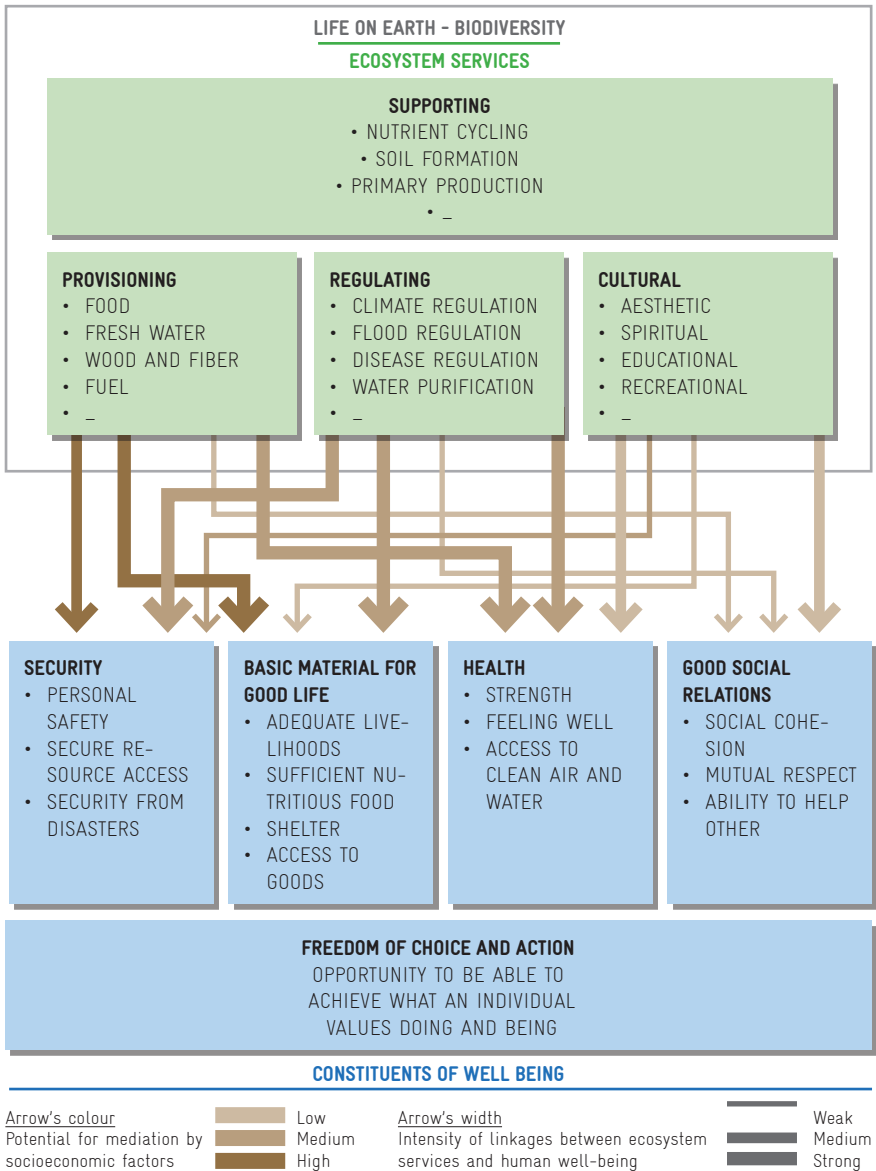 LIFE ON EARTH - BIODIVERSITY
ECOSYSTEM SERVICES
SUPPORTING
• NUTRIENT CYCLING
• SOIL FORMATION
• PRIMARY PRODUCTION
• _
PROVISIONING
• FOOD
• FRESH WATER
• WOOD AND FIBER
• FUEL
• _
REGULATING
• CLIMATE REGULATION
• FLOOD REGULATION
• DISEASE REGULATION
• WATER PURIFICATION
• _
CULTURAL
• AESTHETIC
• SPIRITUAL
• EDUCATIONAL
• RECREATIONAL
• _
SECURITY
• PERSONAL
SAFETY
• SECURE RE-
SOURCE ACCESS
• SECURITY FROM
DISASTERS
BASIC MATERIAL FOR
GOOD LIFE
• ADEQUATE LIVE-
LIHOODS
• SUFFICIENT NU-
TRITIOUS FOOD
• SHELTER
• ACCESS TO
GOODS
HEALTH
• STRENGTH
• FEELING WELL
• ACCESS TO
CLEAN AIR AND
WATER
GOOD SOCIAL
RELATIONS
• SOCIAL COHE-
SION
• MUTUAL RESPECT
• ABILITY TO HELP
OTHER
FREEDOM OF CHOICE AND ACTION
OPPORTUNITY TO BE ABLE TO
ACHIEVE WHAT AN INDIVIDUAL
VALUES DOING AND BEING
CONSTITUENTS OF WELL BEING
Arrow's colour
Potential for mediation by
socioeconomic factors
Low
Medium
High
Arrow's width
Intensity of linkages between ecosystem
services and human well-being
Weak
Medium
Strong